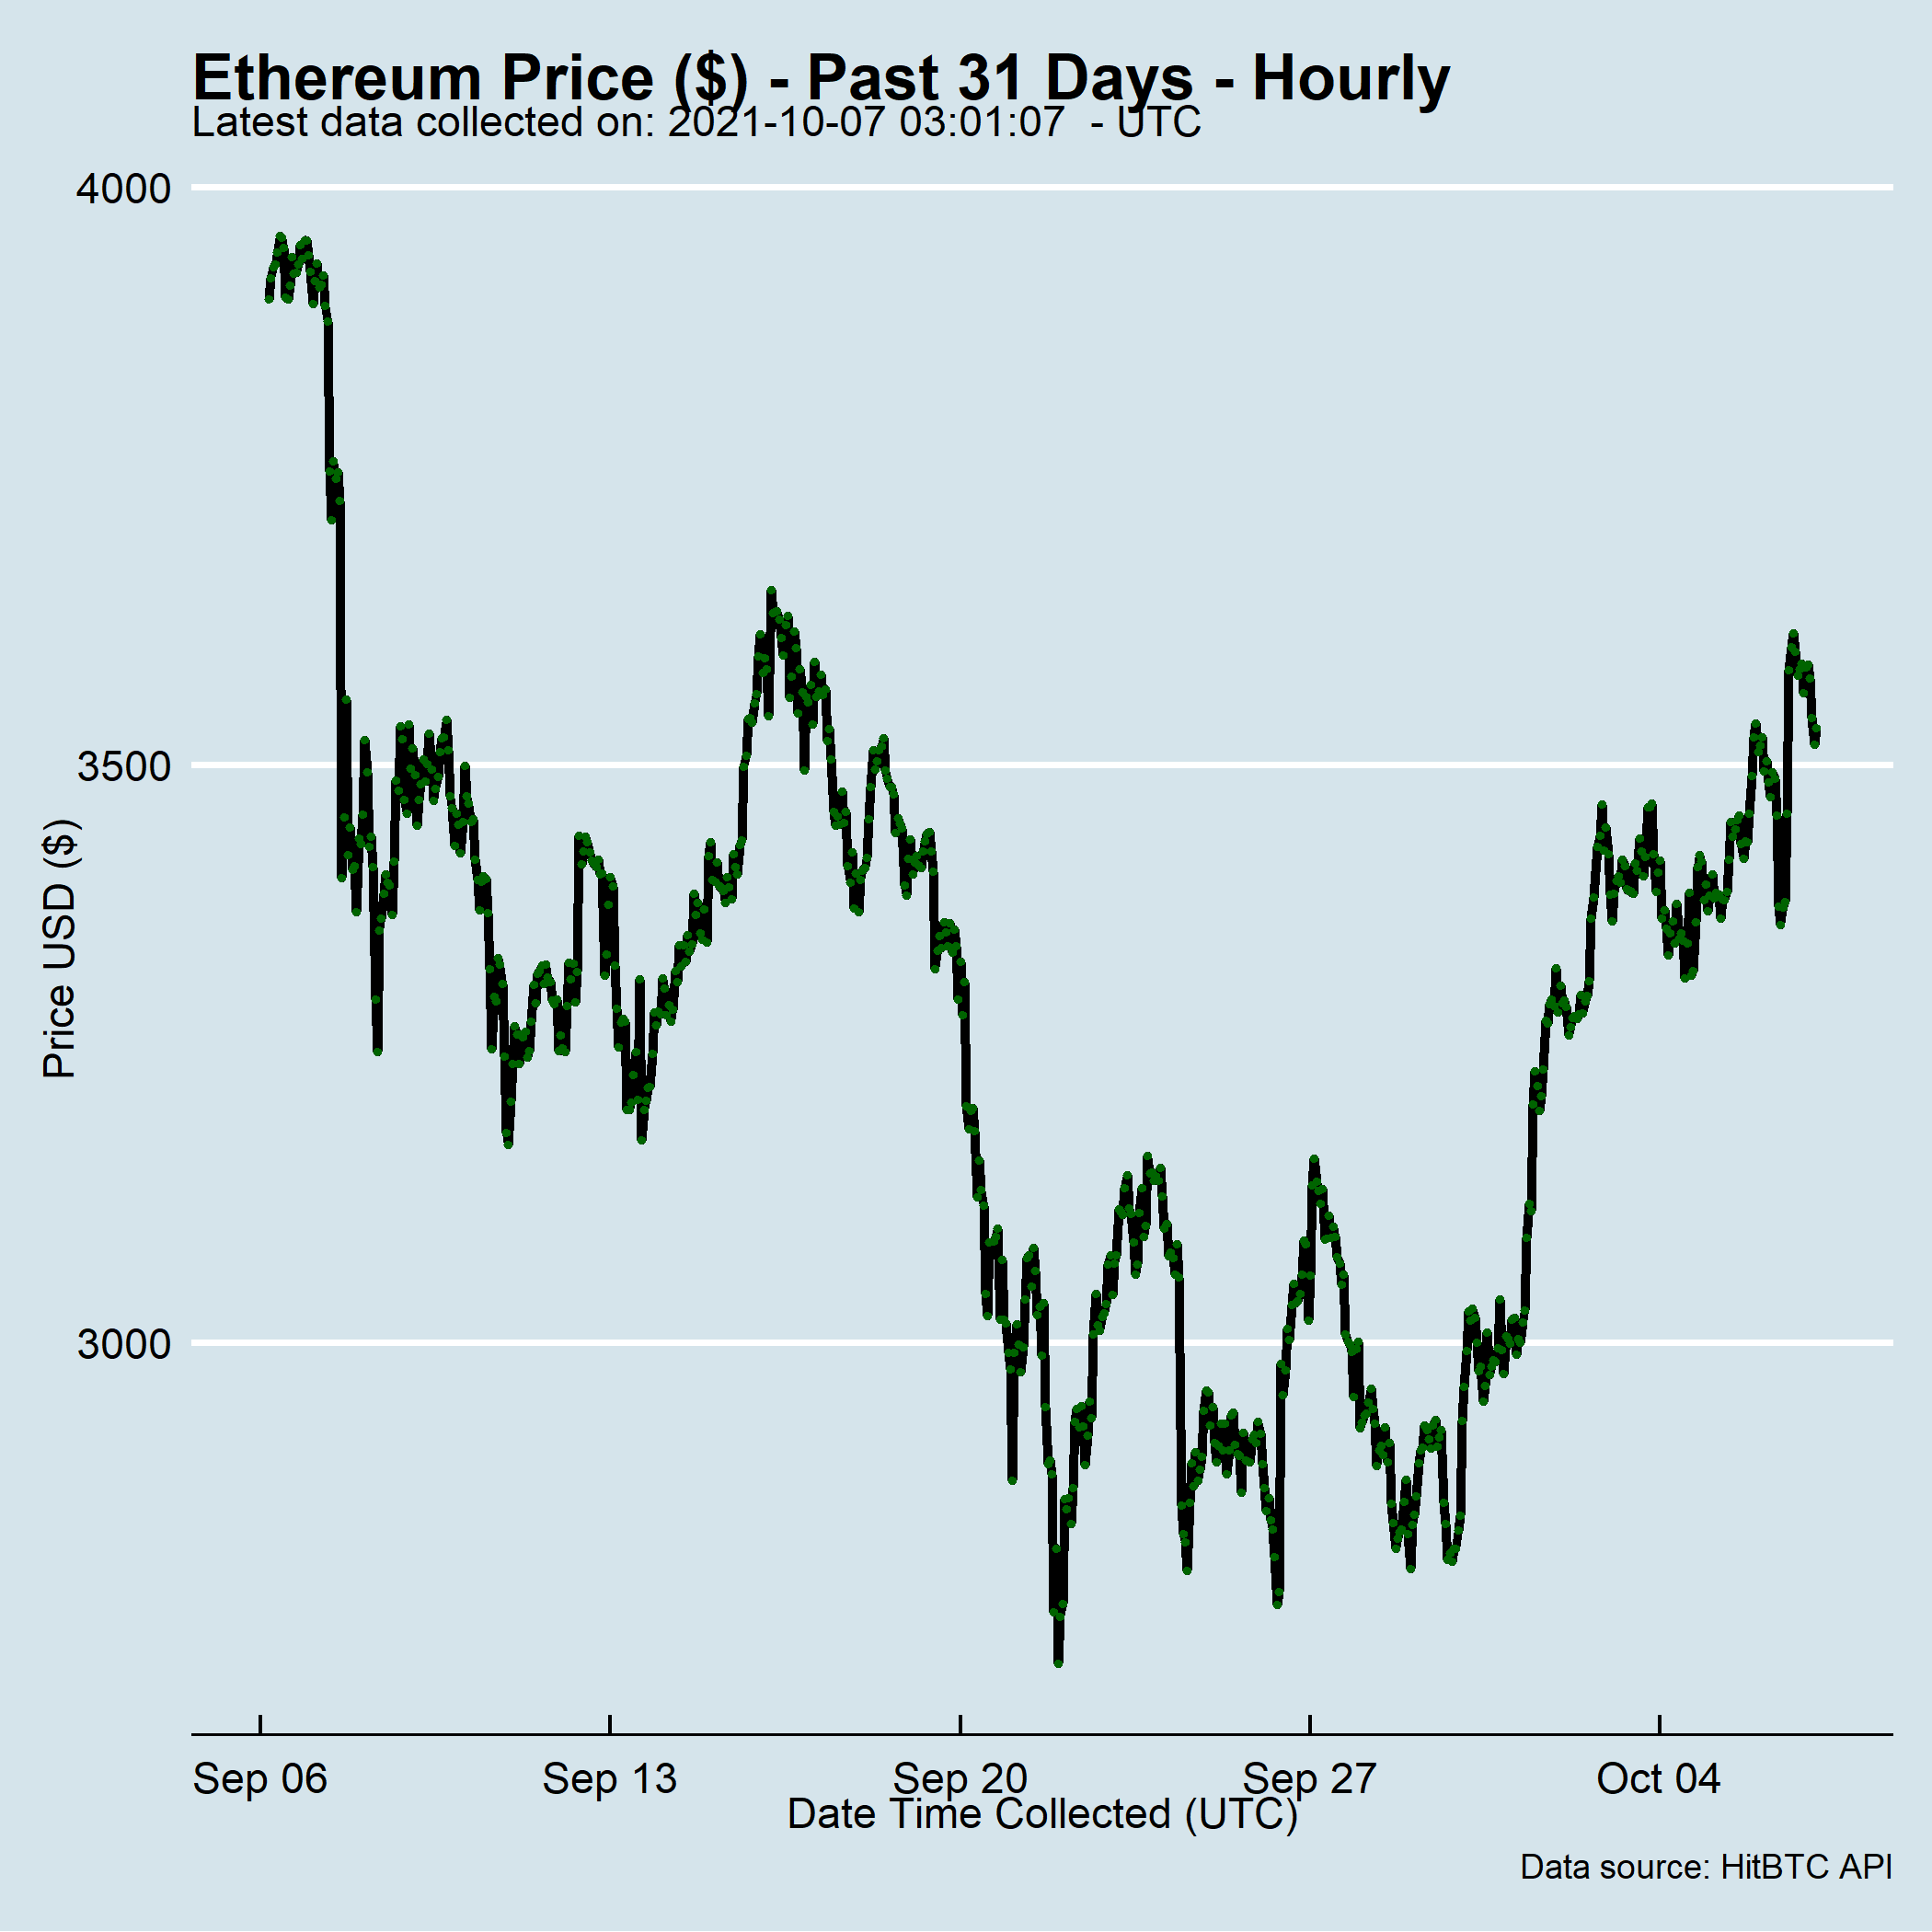 Ethereum Price ($) - Past 31 Days - Hourly
Latest data collected on: 2021-10-07 03:01:07  - UTC
4000
3500
3000
Price USD ($)
Sep 06 Sep 13 Sep 20 Sep 27 Oct 04
Date Time Collected (UTC)
Data source: HitBTC API